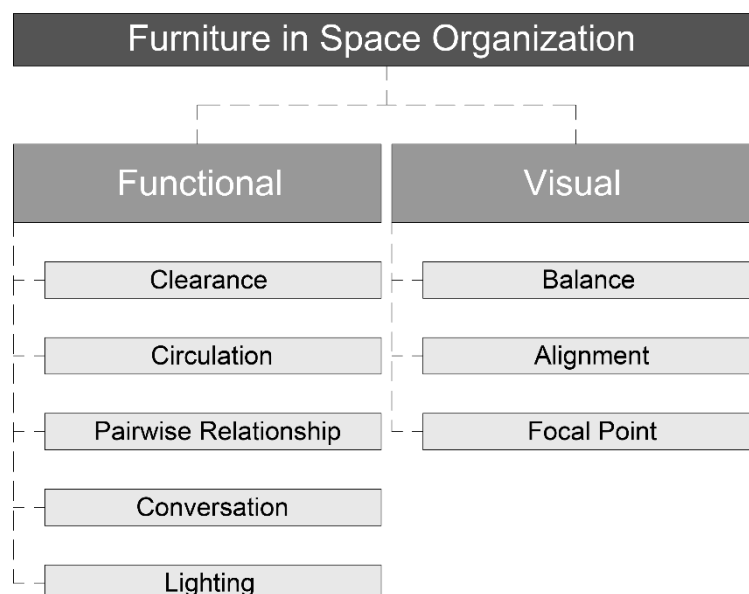 Furniture in Space Organization
Functional
Visual
Clearance
Balance
Circulation
Alignment
Pairwise Relationship
Focal Point
Conversation
Lighting